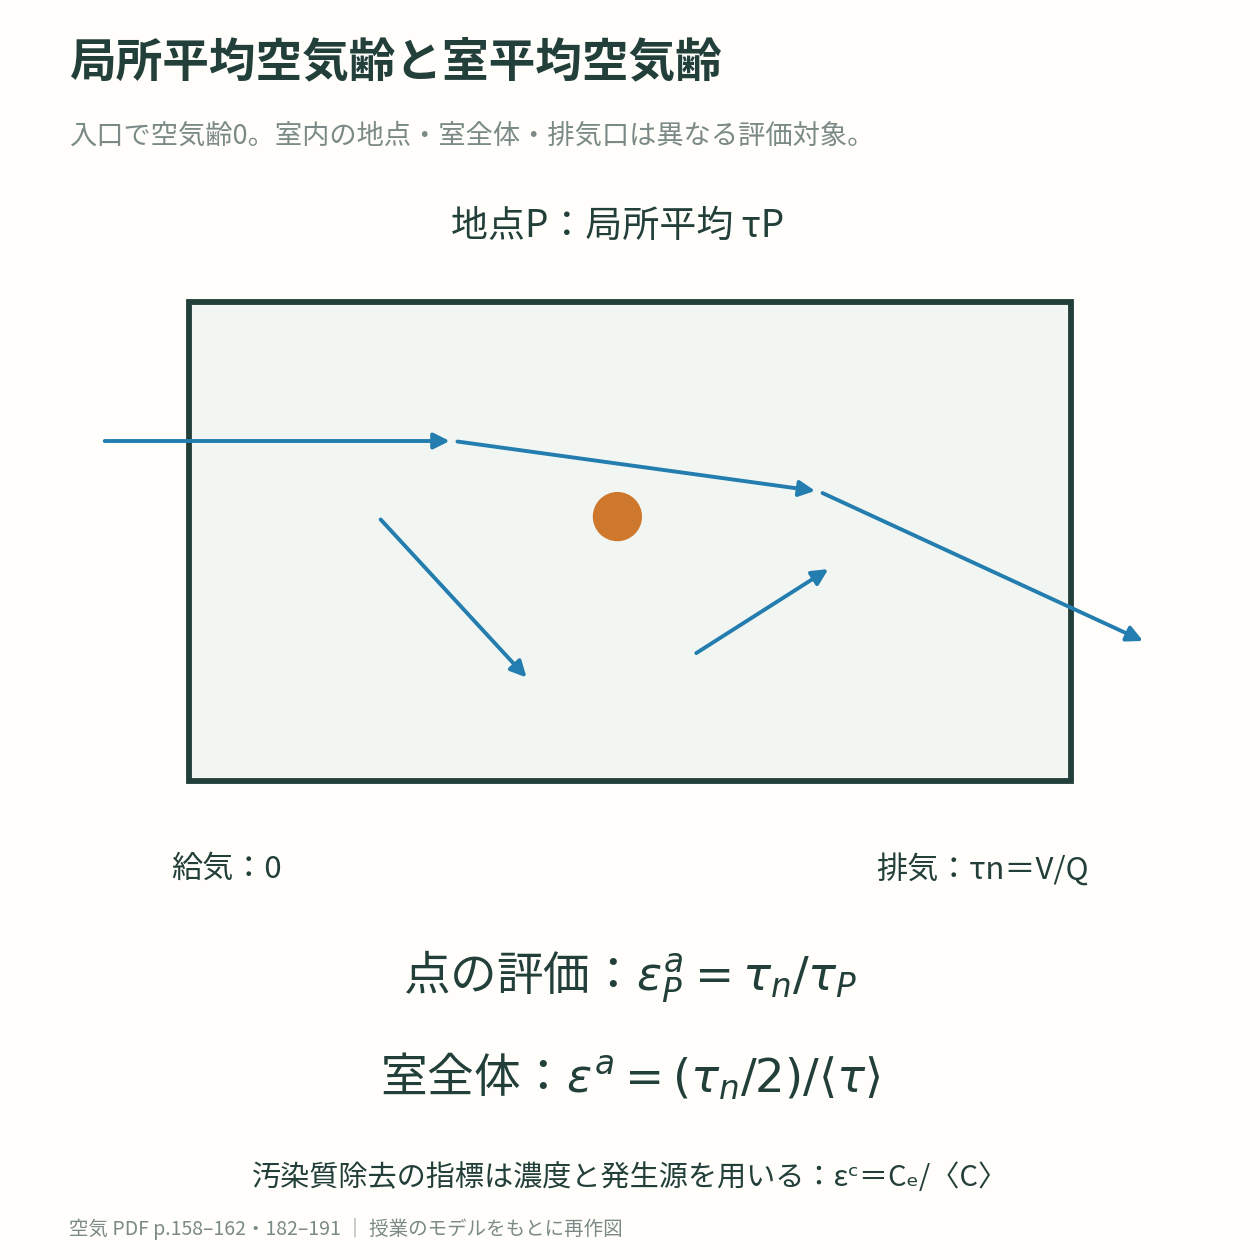 局所平均空気齢と室平均空気齢
入口で空気齢0。室内の地点・室全体・排気口は異なる評価対象。
地点P：局所平均 τP
給気：0
排気：τn＝V/Q
点の評価：ε_P^a = τ_n/τ_P
室全体：ε^a = (τ_n/2)/⟨τ⟩
汚染質除去の指標は濃度と発生源を用いる：εᶜ＝Cₑ/〈C〉
空気 PDF p.158–162・182–191 ｜ 授業のモデルをもとに再作図